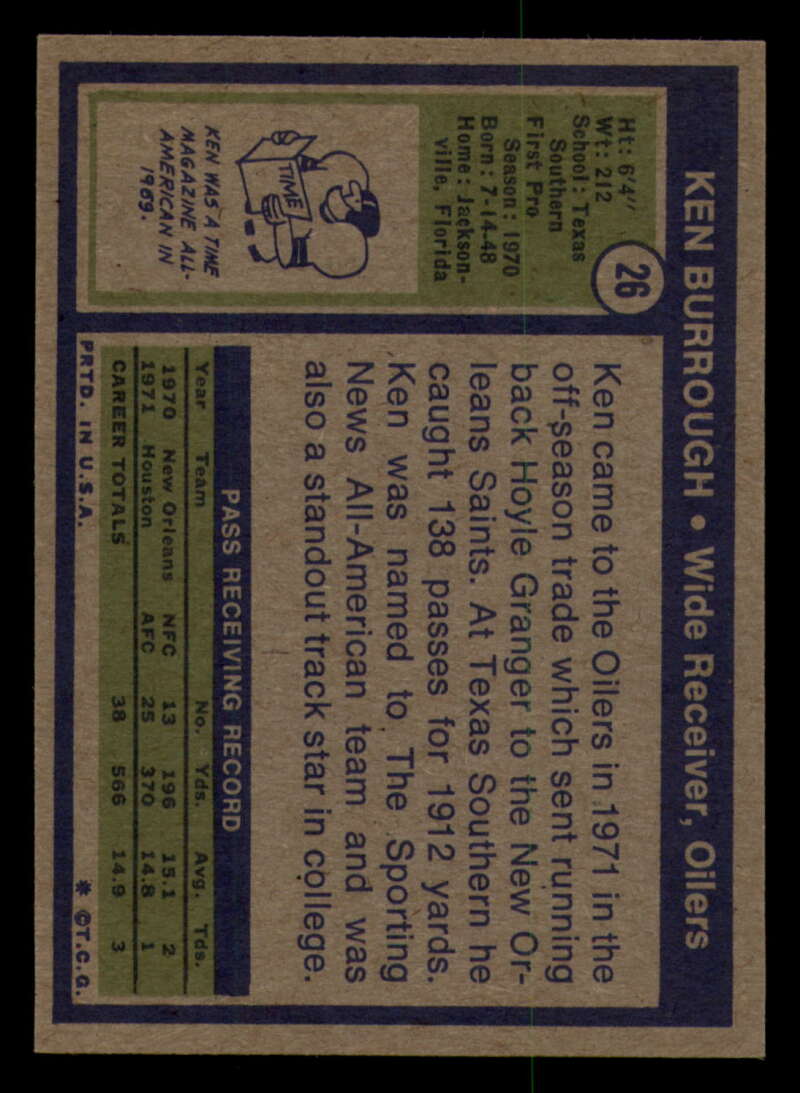 KEN BURROUGH • Wide Receiver, Oilers
26
Ht: 6'4"
Wt: 212
School: Texas
Southern
First Pro
Season: 1970
Born: 7-14-48
Home: Jackson-
ville, Florida
TIME
KEN WAS A TIME
MAGAZINE ALL-
AMERICAN IN
1969.
Ken came to the Oilers in 1971 in the
off-season trade which sent running
back Hoyle Granger to the New Or-
leans Saints. At Texas Southern he
caught 138 passes for 1912 yards.
Ken was named to The Sporting
News All-American team and was
also a standout track star in college.
PASS RECEIVING RECORD
Year Team No. Yds. Avg. Tds.
1970 New Orleans NFC 13 196 15.1 2
1971 Houston AFC 25 370 14.8 1
CAREER TOTALS 38 566 14.9 3
PRTD. IN U.S.A. * ©T.C.G.